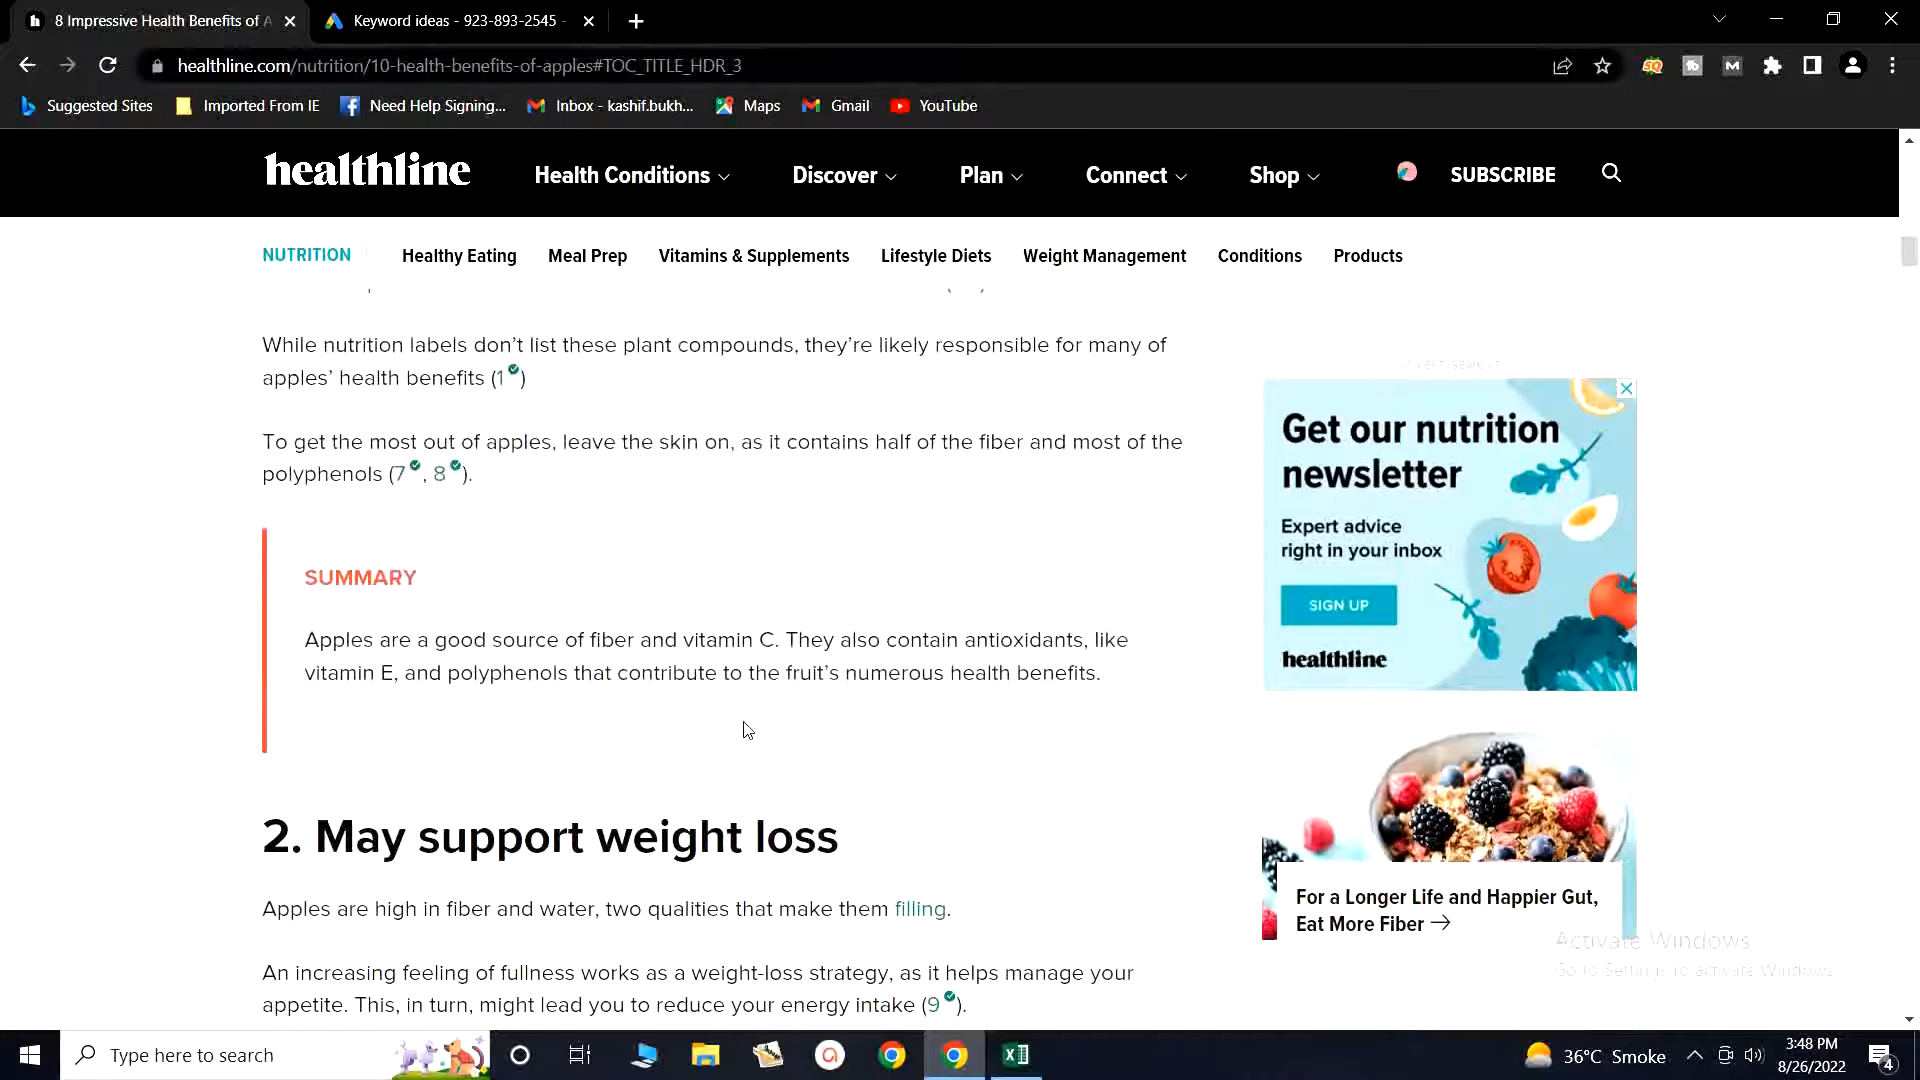 8 Impressive Health Benefits of A
Keyword ideas - 923-893-2545 -
healthline.com/nutrition/10-health-benefits-of-apples#TOC_TITLE_HDR_3
Suggested Sites
Imported From IE
Need Help Signing...
Inbox - kashif.bukh...
Maps
Gmail
YouTube
healthline
Health Conditions
Discover
Plan
Connect
Shop
SUBSCRIBE
NUTRITION
Healthy Eating
Meal Prep
Vitamins & Supplements
Lifestyle Diets
Weight Management
Conditions
Products
While nutrition labels don’t list these plant compounds, they’re likely responsible for many of
apples’ health benefits (1)
To get the most out of apples, leave the skin on, as it contains half of the fiber and most of the
polyphenols (7, 8).
SUMMARY
Apples are a good source of fiber and vitamin C. They also contain antioxidants, like
vitamin E, and polyphenols that contribute to the fruit’s numerous health benefits.
2. May support weight loss
Apples are high in fiber and water, two qualities that make them filling.
An increasing feeling of fullness works as a weight-loss strategy, as it helps manage your
appetite. This, in turn, might lead you to reduce your energy intake (9).
ADVERTISEMENT
Get our nutrition
newsletter
Expert advice
right in your inbox
SIGN UP
healthline
For a Longer Life and Happier Gut,
Eat More Fiber →
Activate Windows
Go to Settings to activate Windows.
Type here to search
36°C Smoke
3:48 PM
8/26/2022
4